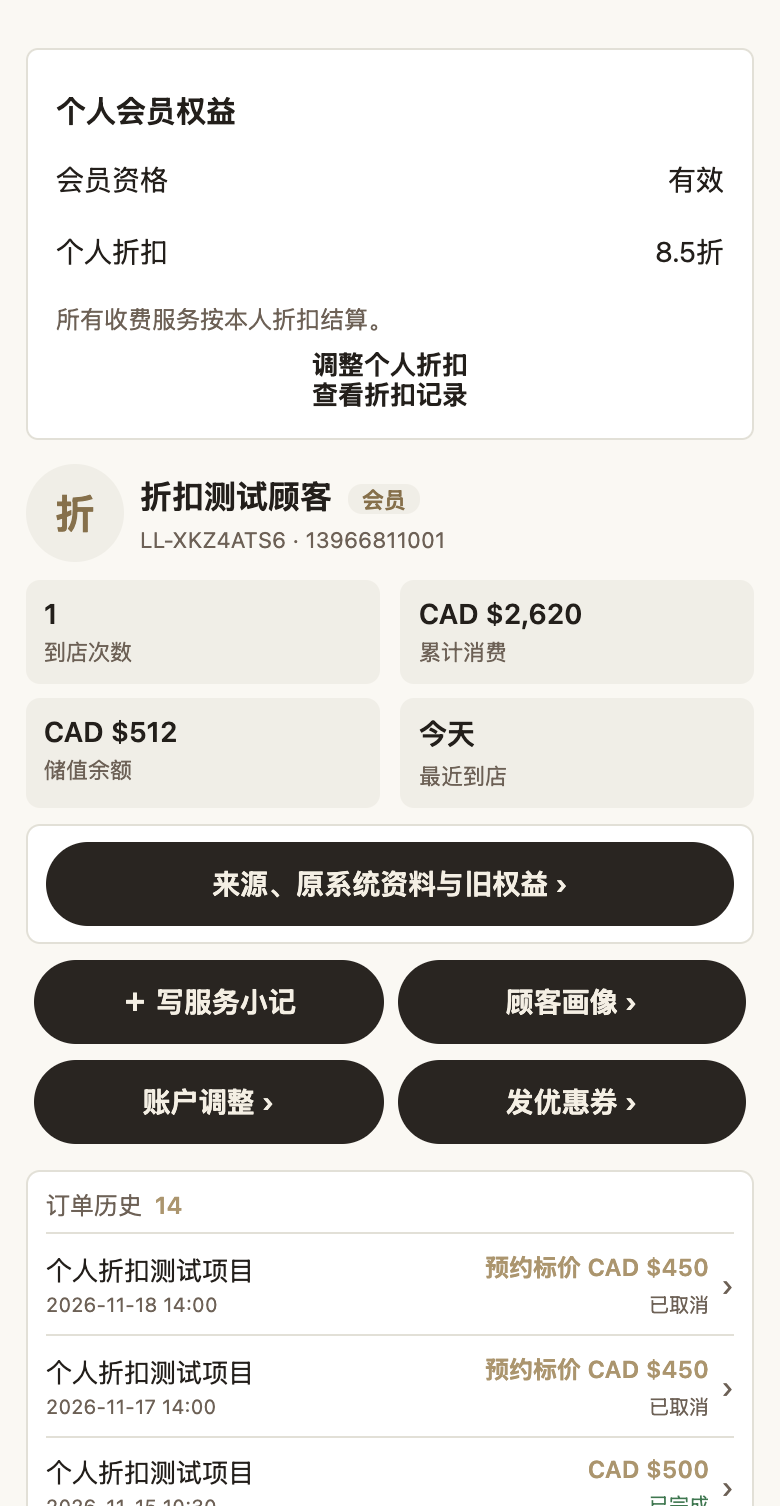 个人会员权益
会员资格 有效
个人折扣 8.5折
所有收费服务按本人折扣结算。
调整个人折扣
查看折扣记录
折
折扣测试顾客 会员
LL-XKZ4ATS6 · 13966811001
1
到店次数
CAD $2,620
累计消费
CAD $512
储值余额
今天
最近到店
来源、原系统资料与旧权益 ›
+ 写服务小记
顾客画像 ›
账户调整 ›
发优惠券 ›
订单历史 14
个人折扣测试项目 预约标价 CAD $450
2026-11-18 14:00 已取消 ›
个人折扣测试项目 预约标价 CAD $450
2026-11-17 14:00 已取消 ›
个人折扣测试项目 CAD $500
2026-11-15 10:30 已完成 ›